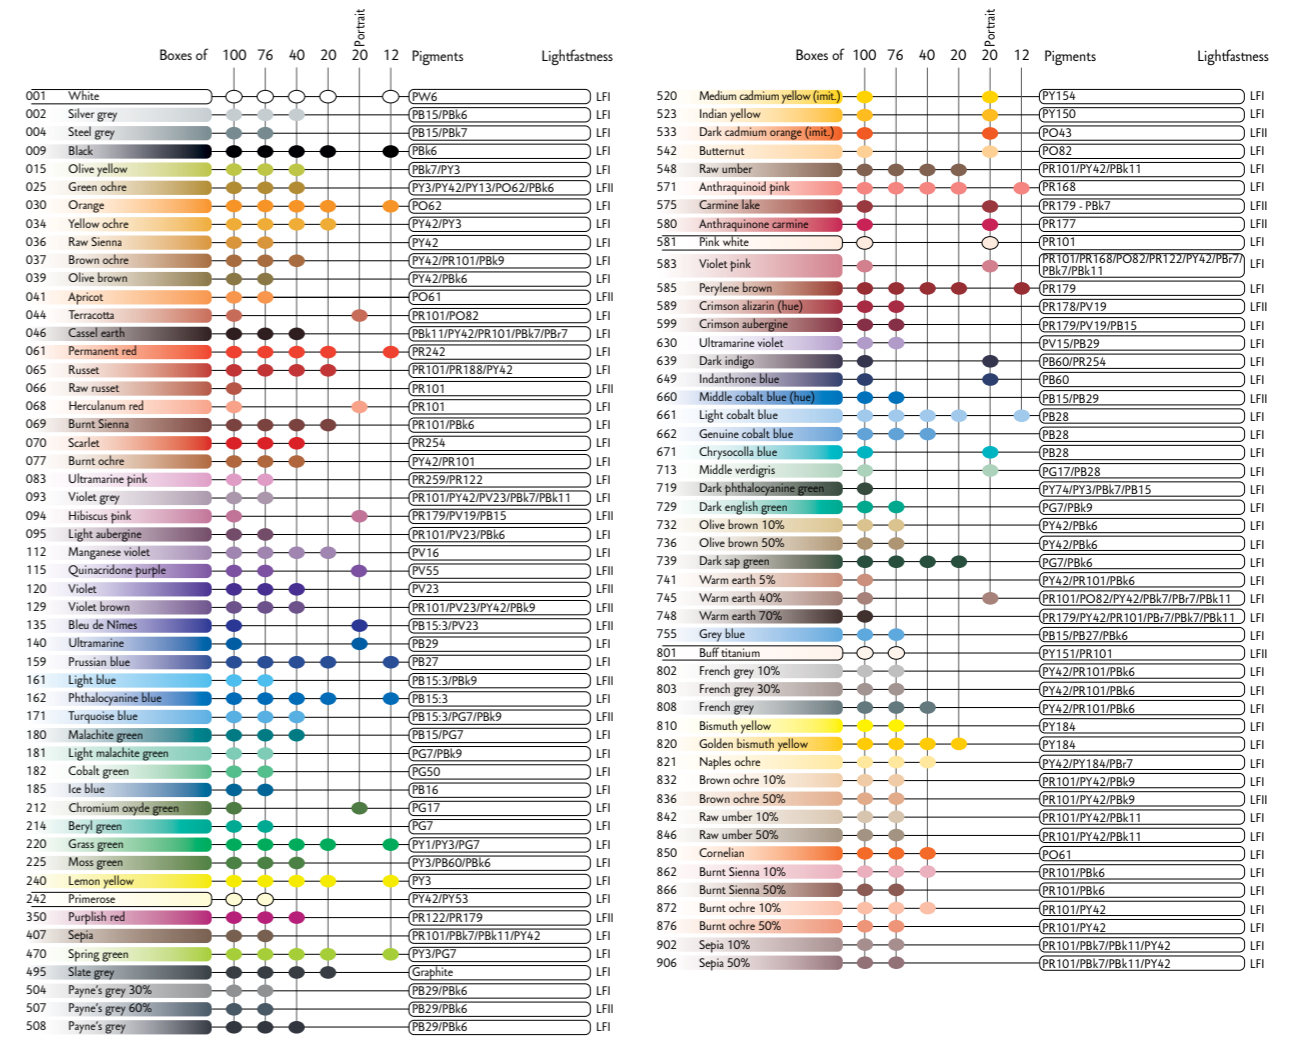 Portrait
Boxes of 100 76 40 20 20 12 Pigments Lightfastness
001 White PW6 LFI
002 Silver grey PB15/PBk6 LFI
004 Steel grey PB15/PBk7 LFI
009 Black PBk6 LFI
015 Olive yellow PBk7/PY3 LFI
025 Green ochre PY3/PY42/PY13/PO62/PBk6 LFII
030 Orange PO62 LFI
034 Yellow ochre PY42/PY3 LFI
036 Raw Sienna PY42 LFI
037 Brown ochre PY42/PR101/PBk9 LFI
039 Olive brown PY42/PBk6 LFI
041 Apricot PO61 LFII
044 Terracotta PR101/PO82 LFI
046 Cassel earth PBk11/PY42/PR101/PBk7/PBr7 LFI
061 Permanent red PR242 LFI
065 Russet PR101/PR188/PY42 LFI
066 Raw russet PR101 LFII
068 Herculanum red PR101 LFI
069 Burnt Sienna PR101/PBk6 LFI
070 Scarlet PR254 LFI
077 Burnt ochre PY42/PR101 LFI
083 Ultramarine pink PR259/PR122 LFI
093 Violet grey PR101/PY42/PV23/PBk7/PBk11 LFI
094 Hibiscus pink PR179/PV19/PB15 LFII
095 Light aubergine PR101/PV23/PBk6 LFI
112 Manganese violet PV16 LFI
115 Quinacridone purple PV55 LFII
120 Violet PV23 LFII
129 Violet brown PR101/PV23/PY42/PBk9 LFII
135 Bleu de Nîmes PB15:3/PV23 LFII
140 Ultramarine PB29 LFI
159 Prussian blue PB27 LFI
161 Light blue PB15:3/PBk9 LFII
162 Phthalocyanine blue PB15:3 LFI
171 Turquoise blue PB15:3/PG7/PBk9 LFII
180 Malachite green PB15/PG7 LFI
181 Light malachite green PG7/PBk9 LFI
182 Cobalt green PG50 LFI
185 Ice blue PB16 LFI
212 Chromium oxyde green PG17 LFI
214 Beryl green PG7 LFI
220 Grass green PY1/PY3/PG7 LFI
225 Moss green PY3/PB60/PBk6 LFI
240 Lemon yellow PY3 LFI
242 Primerose PY42/PY53 LFI
350 Purplish red PR122/PR179 LFII
407 Sepia PR101/PBk7/PBk11/PY42 LFI
470 Spring green PY3/PG7 LFI
495 Slate grey Graphite LFI
504 Payne's grey 30% PB29/PBk6 LFI
507 Payne's grey 60% PB29/PBk6 LFII
508 Payne's grey PB29/PBk6 LFI
Portrait
Boxes of 100 76 40 20 20 12 Pigments Lightfastness
520 Medium cadmium yellow (imit.) PY154 LFI
523 Indian yellow PY150 LFI
533 Dark cadmium orange (imit.) PO43 LFII
542 Butternut PO82 LFI
548 Raw umber PR101/PY42/PBk11 LFI
571 Anthraquinoid pink PR168 LFI
575 Carmine lake PR179 - PBk7 LFII
580 Anthraquinone carmine PR177 LFII
581 Pink white PR101 LFI
583 Violet pink PR101/PR168/PO82/PR122/PY42/PBr7/ LFI
PBk7/PBk11
585 Perylene brown PR179 LFI
589 Crimson alizarin (hue) PR178/PV19 LFII
599 Crimson aubergine PR179/PV19/PB15 LFI
630 Ultramarine violet PV15/PB29 LFI
639 Dark indigo PB60/PR254 LFI
649 Indanthrone blue PB60 LFI
660 Middle cobalt blue (hue) PB15/PB29 LFII
661 Light cobalt blue PB28 LFI
662 Genuine cobalt blue PB28 LFI
671 Chrysocolla blue PB28 LFI
713 Middle verdigris PG17/PB28 LFI
719 Dark phthalocyanine green PY74/PY3/PBk7/PB15 LFI
729 Dark english green PG7/PBk9 LFI
732 Olive brown 10% PY42/PBk6 LFI
736 Olive brown 50% PY42/PBk6 LFI
739 Dark sap green PG7/PBk6 LFI
741 Warm earth 5% PY42/PR101/PBk6 LFI
745 Warm earth 40% PR101/PO82/PY42/PBk7/PBr7/PBk11 LFI
748 Warm earth 70% PR179/PY42/PR101/PBr7/PBk7/PBk11 LFI
755 Grey blue PB15/PB27/PBk6 LFI
801 Buff titanium PY151/PR101 LFII
802 French grey 10% PY42/PR101/PBk6 LFI
803 French grey 30% PY42/PR101/PBk6 LFI
808 French grey PY42/PR101/PBk6 LFI
810 Bismuth yellow PY184 LFI
820 Golden bismuth yellow PY184 LFI
821 Naples ochre PY42/PY184/PBr7 LFI
832 Brown ochre 10% PR101/PY42/PBk9 LFI
836 Brown ochre 50% PR101/PY42/PBk9 LFII
842 Raw umber 10% PR101/PY42/PBk11 LFI
846 Raw umber 50% PR101/PY42/PBk11 LFI
850 Cornelian PO61 LFI
862 Burnt Sienna 10% PR101/PBk6 LFI
866 Burnt Sienna 50% PR101/PBk6 LFI
872 Burnt ochre 10% PR101/PY42 LFI
876 Burnt ochre 50% PR101/PY42 LFI
902 Sepia 10% PR101/PBk7/PBk11/PY42 LFI
906 Sepia 50% PR101/PBk7/PBk11/PY42 LFI